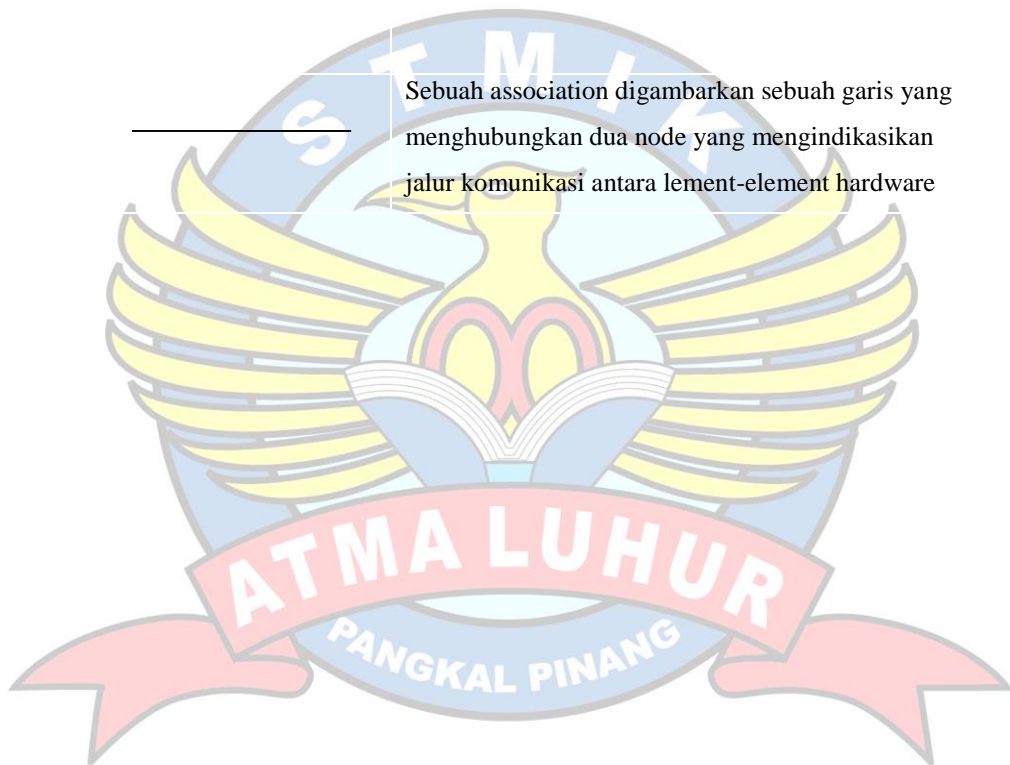 STMIK
Sebuah association digambarkan sebuah garis yang
menghubungkan dua node yang mengindikasikan
jalur komunikasi antara lement-element hardware
ATMA LUHUR
PANGKAL PINANG